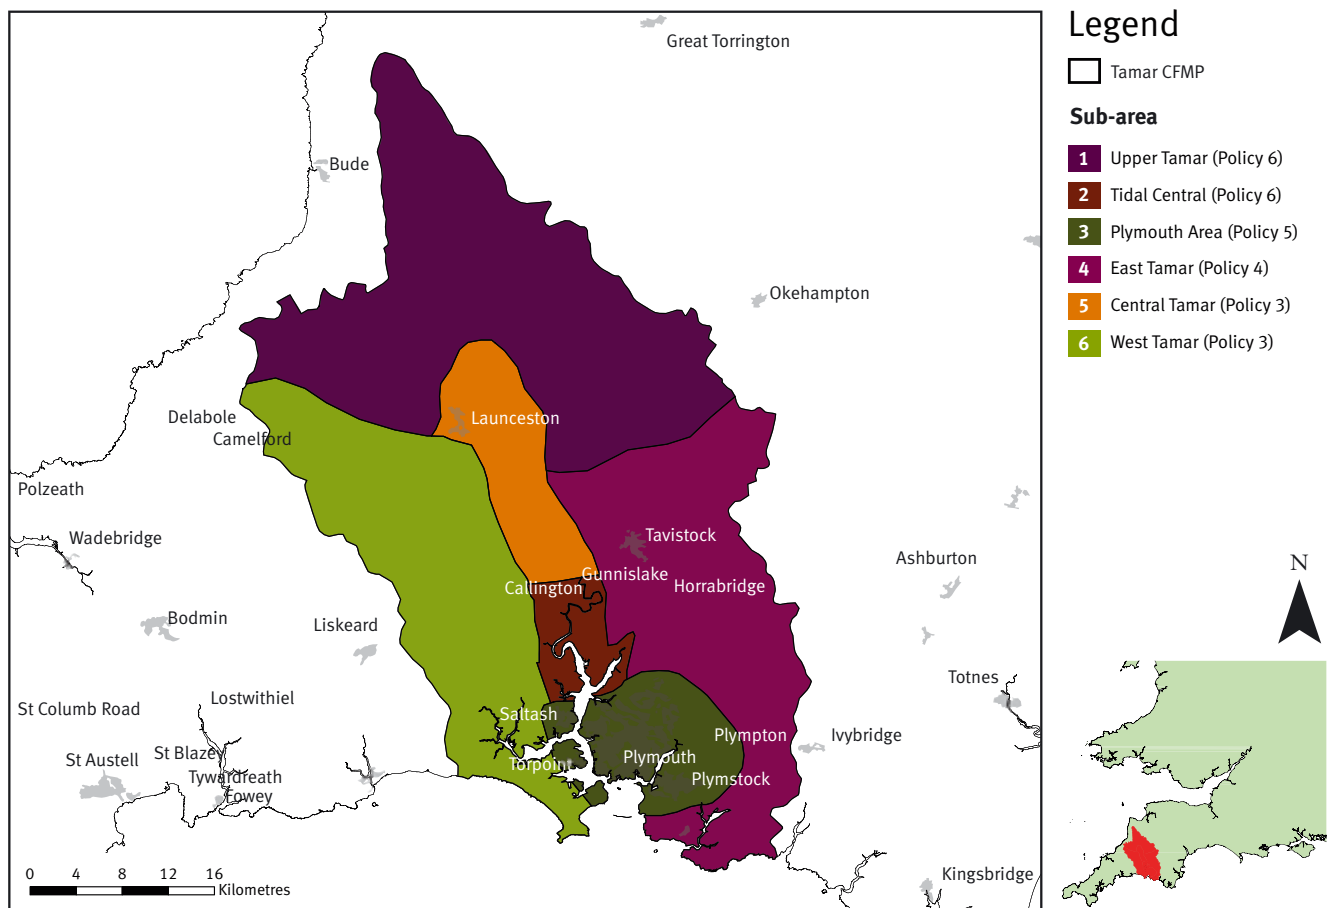 Great Torrington
Bude
Okehampton
Delabole
Launceston
Camelford
Polzeath
Wadebridge
Tavistock
Ashburton
Gunnislake
Callington
Horrabridge
Bodmin
Liskeard
Totnes
Lostwithiel
St Columb Road
Saltash
Plympton
Ivybridge
St Blazey
St Austell
Plymouth
Torpoint
Tywardreath
Plymstock
Fowey
Kingsbridge
0 4 8 12 16
Kilometres
Legend
Tamar CFMP
Sub-area
1 Upper Tamar (Policy 6)
2 Tidal Central (Policy 6)
3 Plymouth Area (Policy 5)
4 East Tamar (Policy 4)
5 Central Tamar (Policy 3)
6 West Tamar (Policy 3)
N